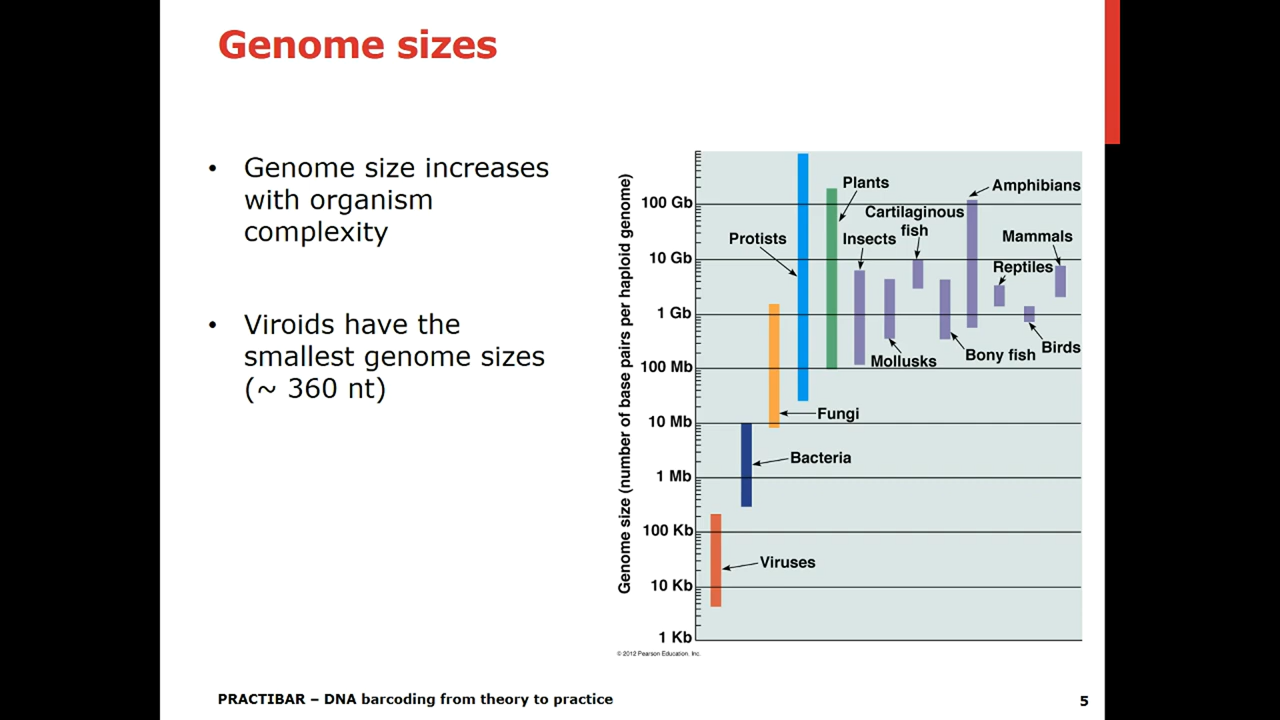 Genome sizes
• Genome size increases
with organism
complexity
• Viroids have the
smallest genome sizes
(~ 360 nt)
Genome size (number of base pairs per haploid genome)
100 Gb
10 Gb
1 Gb
100 Mb
10 Mb
1 Mb
100 Kb
10 Kb
1 Kb
Plants
Amphibians
Cartilaginous
fish
Protists
Insects
Mammals
Reptiles
Mollusks
Bony fish
Birds
Fungi
Bacteria
Viruses
© 2012 Pearson Education, Inc.
PRACTIBAR – DNA barcoding from theory to practice
5